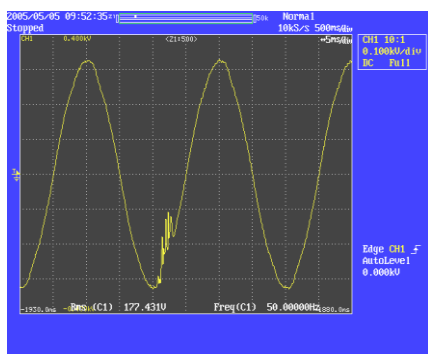 2005/05/05 09:52:35 Normal
Stopped 10kS/s 500ms/div
CH1 0.400kV <Z1=500> 5ms/div
CH1 10:1
0.100kV/div
DC Full
Edge CH1
AutoLevel
0.000kV
-1930.0ms Rms (C1) 177.431V Freq(C1) 50.00000Hz